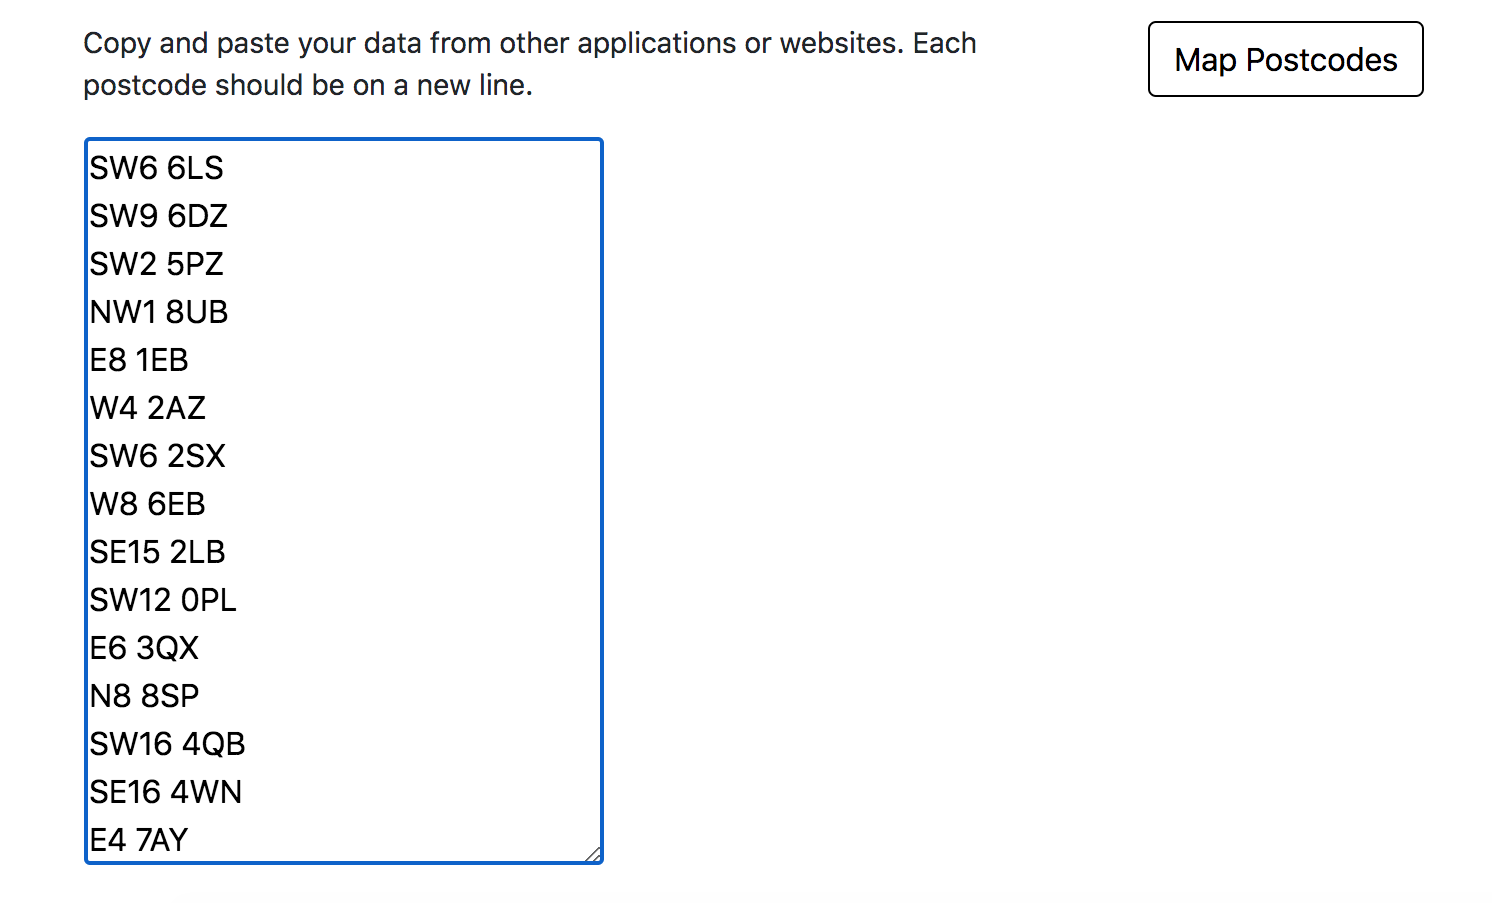 Copy and paste your data from other applications or websites. Each
postcode should be on a new line.
Map Postcodes
SW6 6LS
SW9 6DZ
SW2 5PZ
NW1 8UB
E8 1EB
W4 2AZ
SW6 2SX
W8 6EB
SE15 2LB
SW12 0PL
E6 3QX
N8 8SP
SW16 4QB
SE16 4WN
E4 7AY